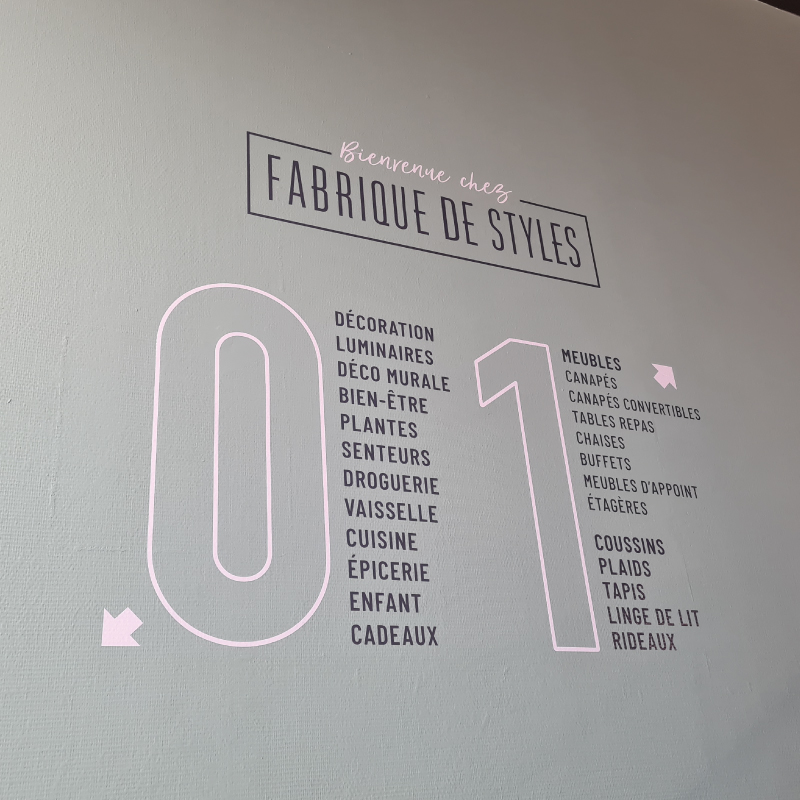 Bienvenue chez
FABRIQUE DE STYLES
0
DÉCORATION
LUMINAIRES
DÉCO MURALE
BIEN-ÊTRE
PLANTES
SENTEURS
DROGUERIE
VAISSELLE
CUISINE
ÉPICERIE
ENFANT
CADEAUX
1
MEUBLES
CANAPÉS
CANAPÉS CONVERTIBLES
TABLES REPAS
CHAISES
BUFFETS
MEUBLES D'APPOINT
ÉTAGÈRES
COUSSINS
PLAIDS
TAPIS
LINGE DE LIT
RIDEAUX